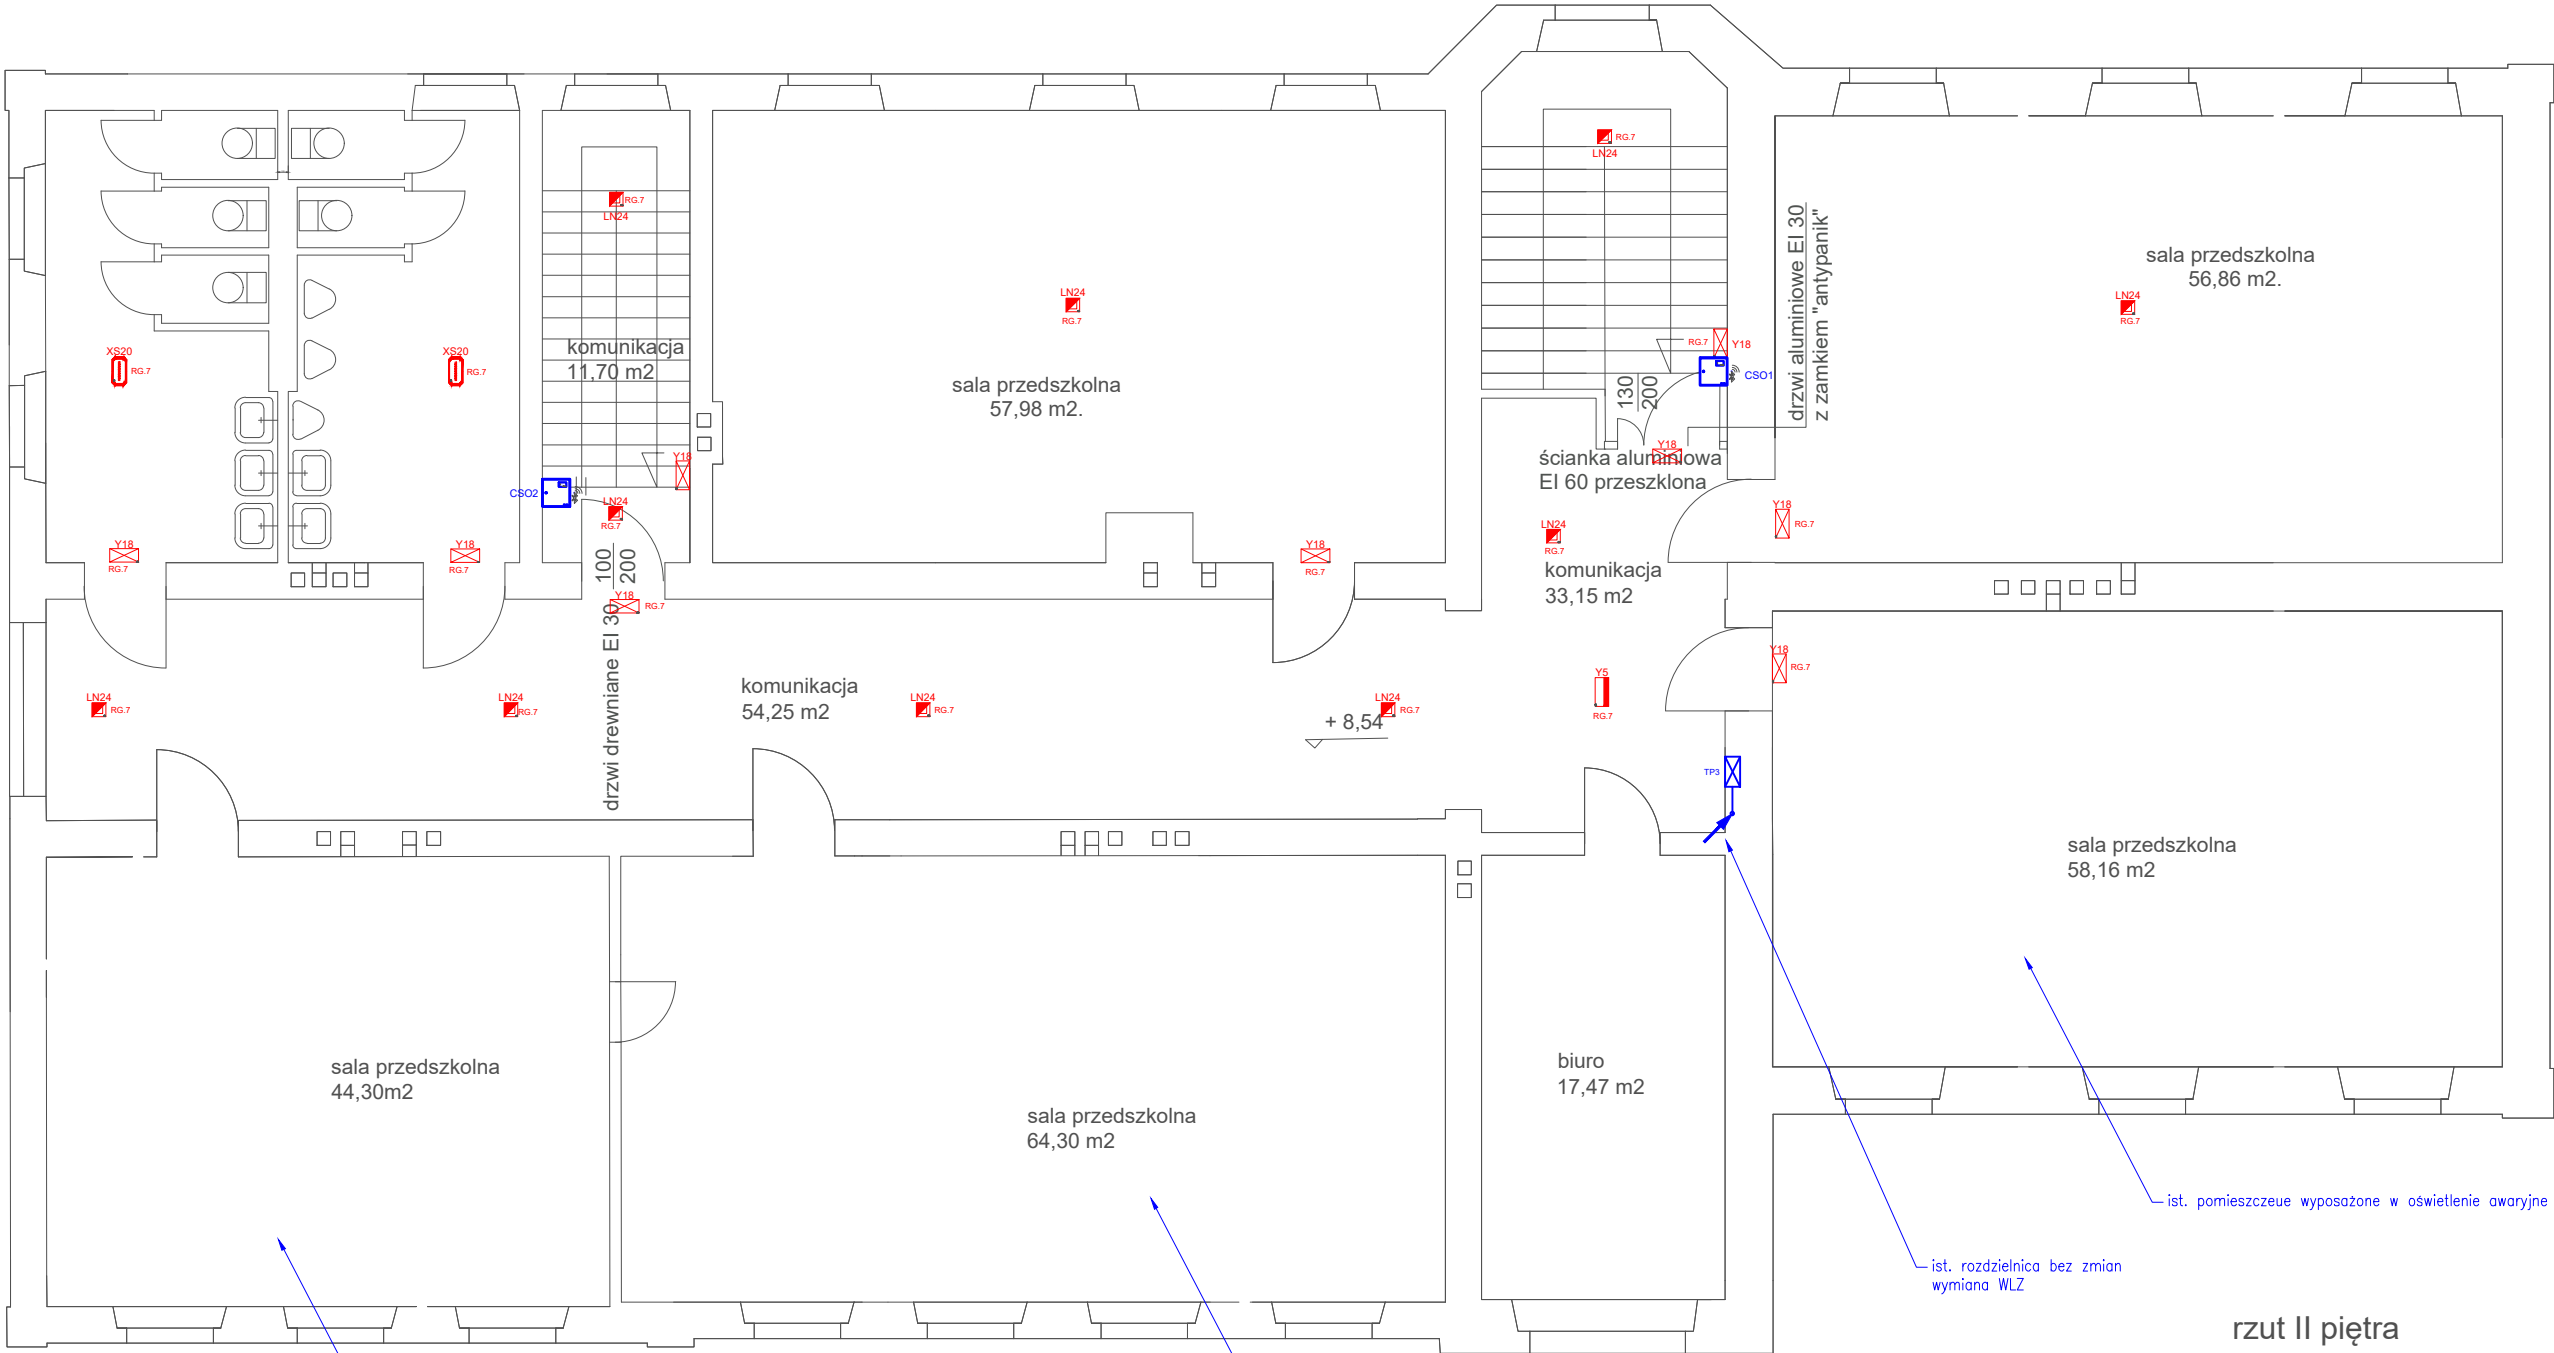 RG.7
LN24
RG.7
LN24
drzwi aluminiowe EI 30
z zamkiem "antypanik"
sala przedszkolna
56,86 m2.
LN24
RG.7
LN24
RG.7
XS20
RG.7
XS20
RG.7
komunikacja
11,70 m2
sala przedszkolna
57,98 m2.
RG.7
Y18
CSO1
130
200
Y18
ścianka aluminiowa
EI 60 przeszklona
Y18
CSO2
LN24
RG.7
Y18
RG.7
LN24
RG.7
Y18
RG.7
Y18
RG.7
100
200
Y18
RG.7
komunikacja
33,15 m2
Y18
RG.7
drzwi drewniane EI 30
Y18
RG.7
LN24
RG.7
LN24
RG.7
komunikacja
54,25 m2
LN24
RG.7
LN24
RG.7
+ 8,54
Y5
RG.7
TP3
sala przedszkolna
58,16 m2
sala przedszkolna
44,30m2
sala przedszkolna
64,30 m2
biuro
17,47 m2
ist. pomieszczeue wyposażone w oświetlenie awaryjne
ist. rozdzielnica bez zmian
wymiana WLZ
rzut II piętra